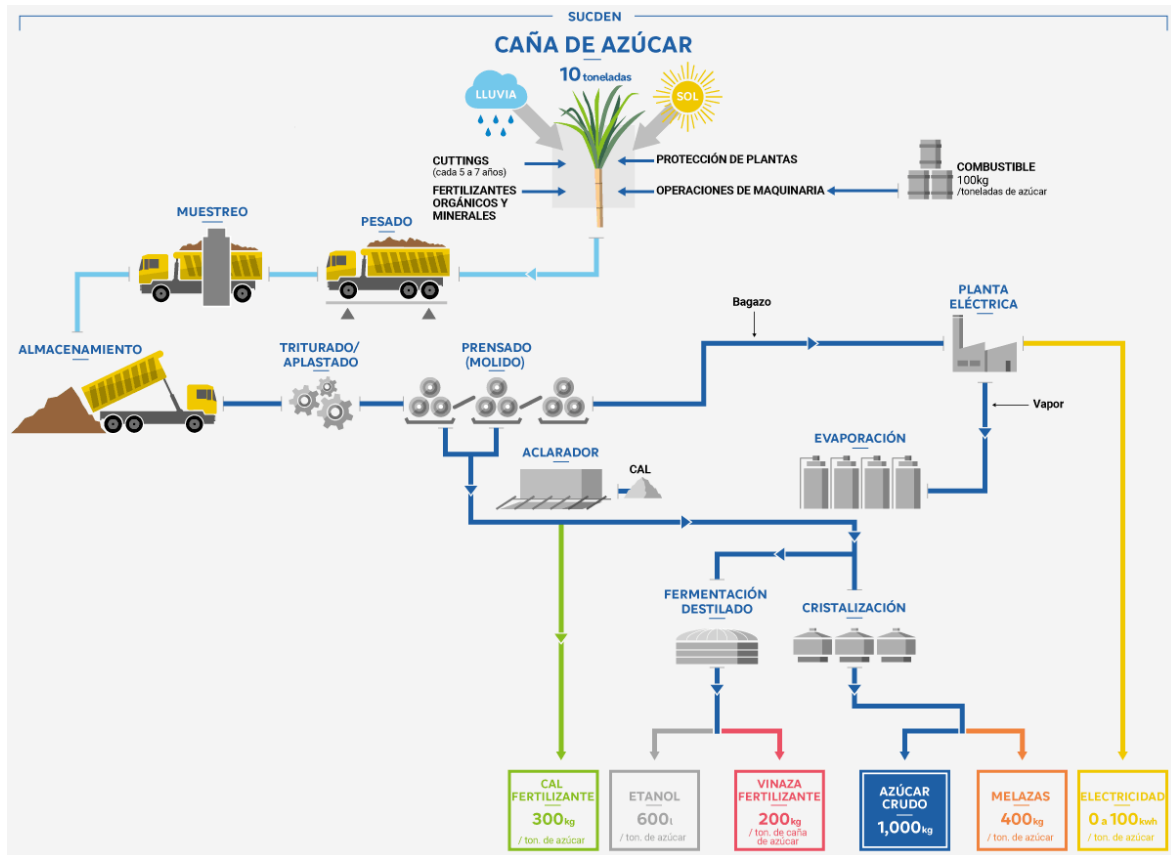 SUCDEN
CAÑA DE AZÚCAR
10 toneladas
LLUVIA
SOL
CUTTINGS
(cada 5 a 7 años)
FERTILIZANTES
ORGÁNICOS Y
MINERALES
PROTECCIÓN DE PLANTAS
OPERACIONES DE MAQUINARIA
COMBUSTIBLE
100kg
/toneladas de azúcar
MUESTREO
PESADO
ALMACENAMIENTO
TRITURADO/
APLASTADO
PRENSADO
(MOLIDO)
Bagazo
PLANTA
ELÉCTRICA
Vapor
EVAPORACIÓN
ACLARADOR
CAL
FERMENTACIÓN
DESTILADO
CRISTALIZACIÓN
CAL
FERTILIZANTE
300kg
/ ton. de azúcar
ETANOL
600l
/ ton. de azúcar
VINAZA
FERTILIZANTE
200kg
/ ton. de caña
de azúcar
AZÚCAR
CRUDO
1,000kg
MELAZAS
400kg
/ ton. de azúcar
ELECTRICIDAD
0 a 100kwh
/ ton. de azúcar